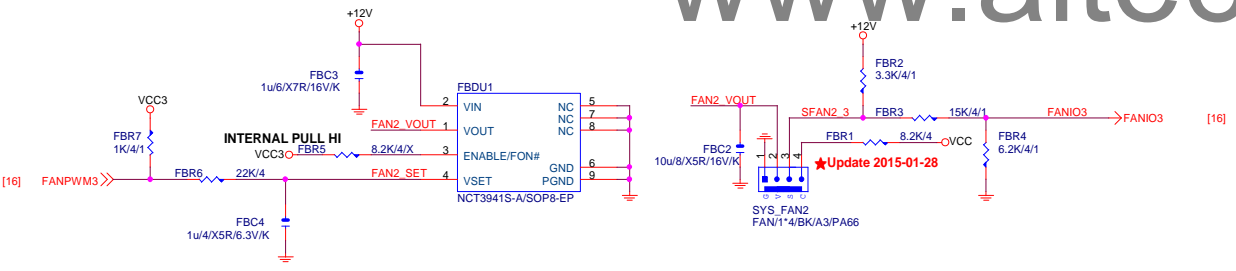 www.alte
+12V
FBC3
1u/6/X7R/16V/K
VCC3
FBR7
1K/4/1
INTERNAL PULL HI
VCC3
FBR5
8.2K/4/X
[16]
FANPWM3
FBR6
22K/4
FBC4
1u/4/X5R/6.3V/K
FAN2_VOUT
FAN2_SET
FBDU1
2
VIN
1
VOUT
3
ENABLE/FON#
4
VSET
NC
5
NC
7
NC
8
GND
6
PGND
9
NCT3941S-A/SOP8-EP
+12V
FBR2
3.3K/4/1
FAN2_VOUT
SFAN2_3
FBR3
15K/4/1
FANIO3
FANIO3
[16]
FBC2
10u/8/X5R/16V/K
FBR1
8.2K/4
VCC
FBR4
6.2K/4/1
1
2
3
4
★Update 2015-01-28
G
V
S
C
SYS_FAN2
FAN/1*4/BK/A3/PA66